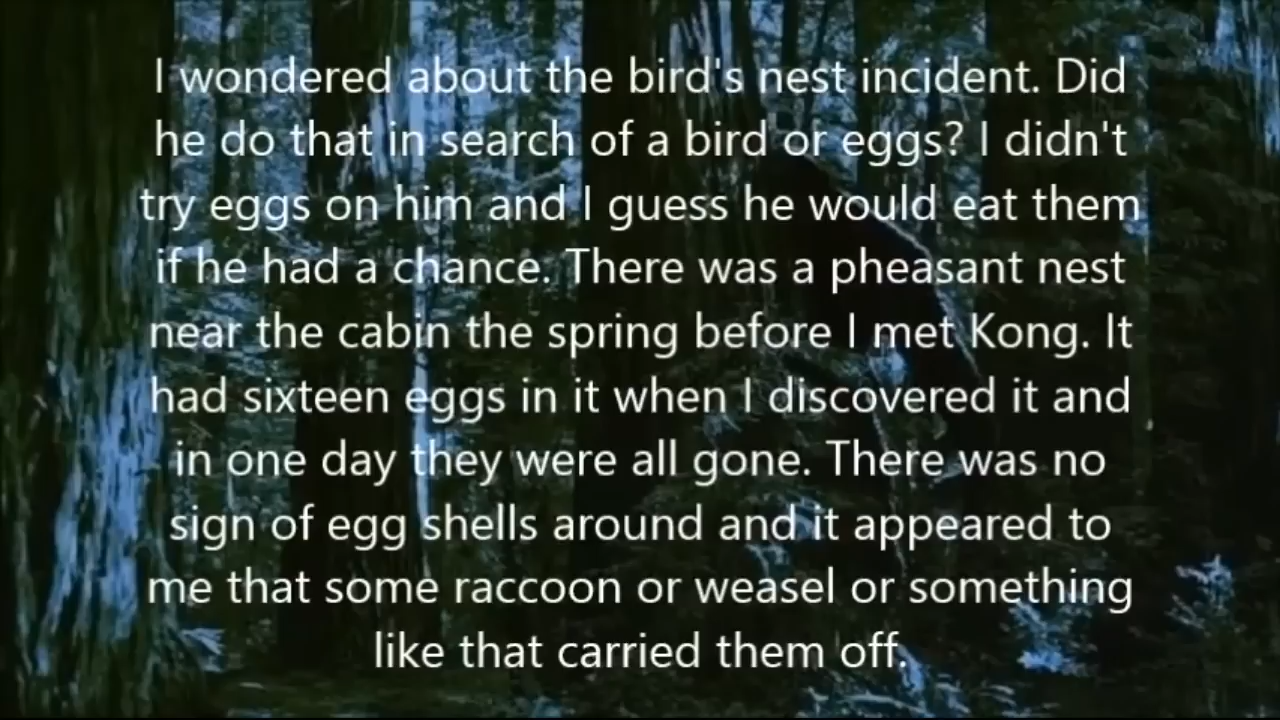 I wondered about the bird's nest incident. Did
he do that in search of a bird or eggs? I didn't
try eggs on him and I guess he would eat them
if he had a chance. There was a pheasant nest
near the cabin the spring before I met Kong. It
had sixteen eggs in it when I discovered it and
in one day they were all gone. There was no
sign of egg shells around and it appeared to
me that some raccoon or weasel or something
like that carried them off.